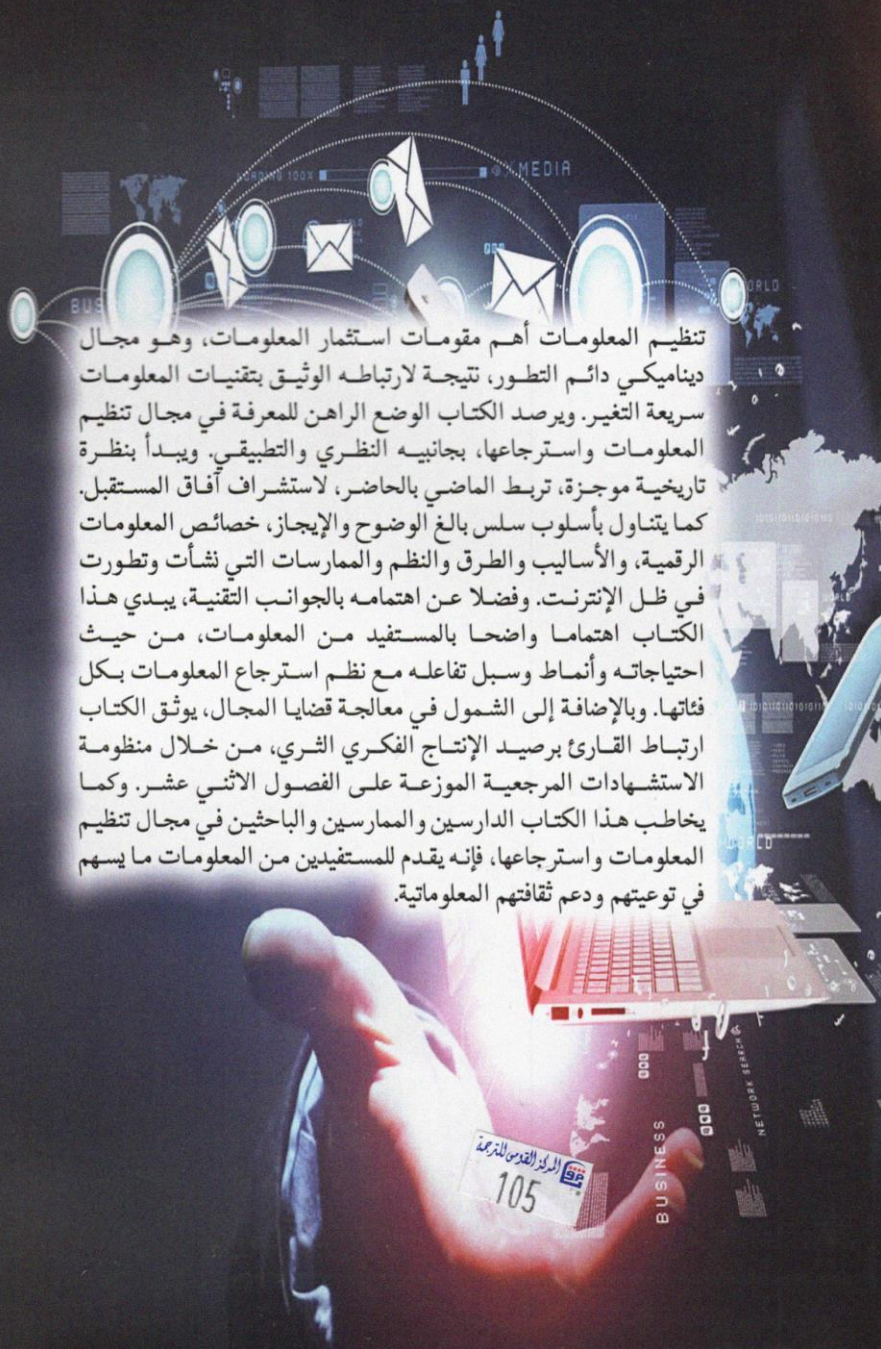 LOADING 100%
MEDIA
BUS
WORLD
تنظيم المعلومات أهم مقومات استثمار المعلومات، وهو مجال
ديناميكي دائم التطور، نتيجة لارتباطه الوثيق بتقنيات المعلومات
سريعة التغير. ويرصد الكتاب الوضع الراهن للمعرفة في مجال تنظيم
المعلومات واسترجاعها، بجانبيه النظري والتطبيقي. ويبدأ بنظرة
تاريخية موجزة، تربط الماضي بالحاضر، لاستشراف آفاق المستقبل.
كما يتناول بأسلوب سلس بالغ الوضوح والإيجاز، خصائص المعلومات
الرقمية، والأساليب والطرق والنظم والممارسات التي نشأت وتطورت
في ظل الإنترنت. وفضلا عن اهتمامه بالجوانب التقنية، يبدي هذا
الكتاب اهتماما واضحا بالمستفيد من المعلومات، من حيث
احتياجاته وأنماط وسبل تفاعله مع نظم استرجاع المعلومات بكل
فئاتها. وبالإضافة إلى الشمول في معالجة قضايا المجال، يوثق الكتاب
ارتباط القارئ برصيد الإنتاج الفكري الثري، من خلال منظومة
الاستشهادات المرجعية الموزعة على الفصول الاثني عشر. وكما
يخاطب هذا الكتاب الدارسين والممارسين والباحثين في مجال تنظيم
المعلومات واسترجاعها، فإنه يقدم للمستفيدين من المعلومات ما يسهم
في توعيتهم ودعم ثقافتهم المعلوماتية.
المركز القومى للترجمة
105
BUSINESS
NETWORK SEARCH